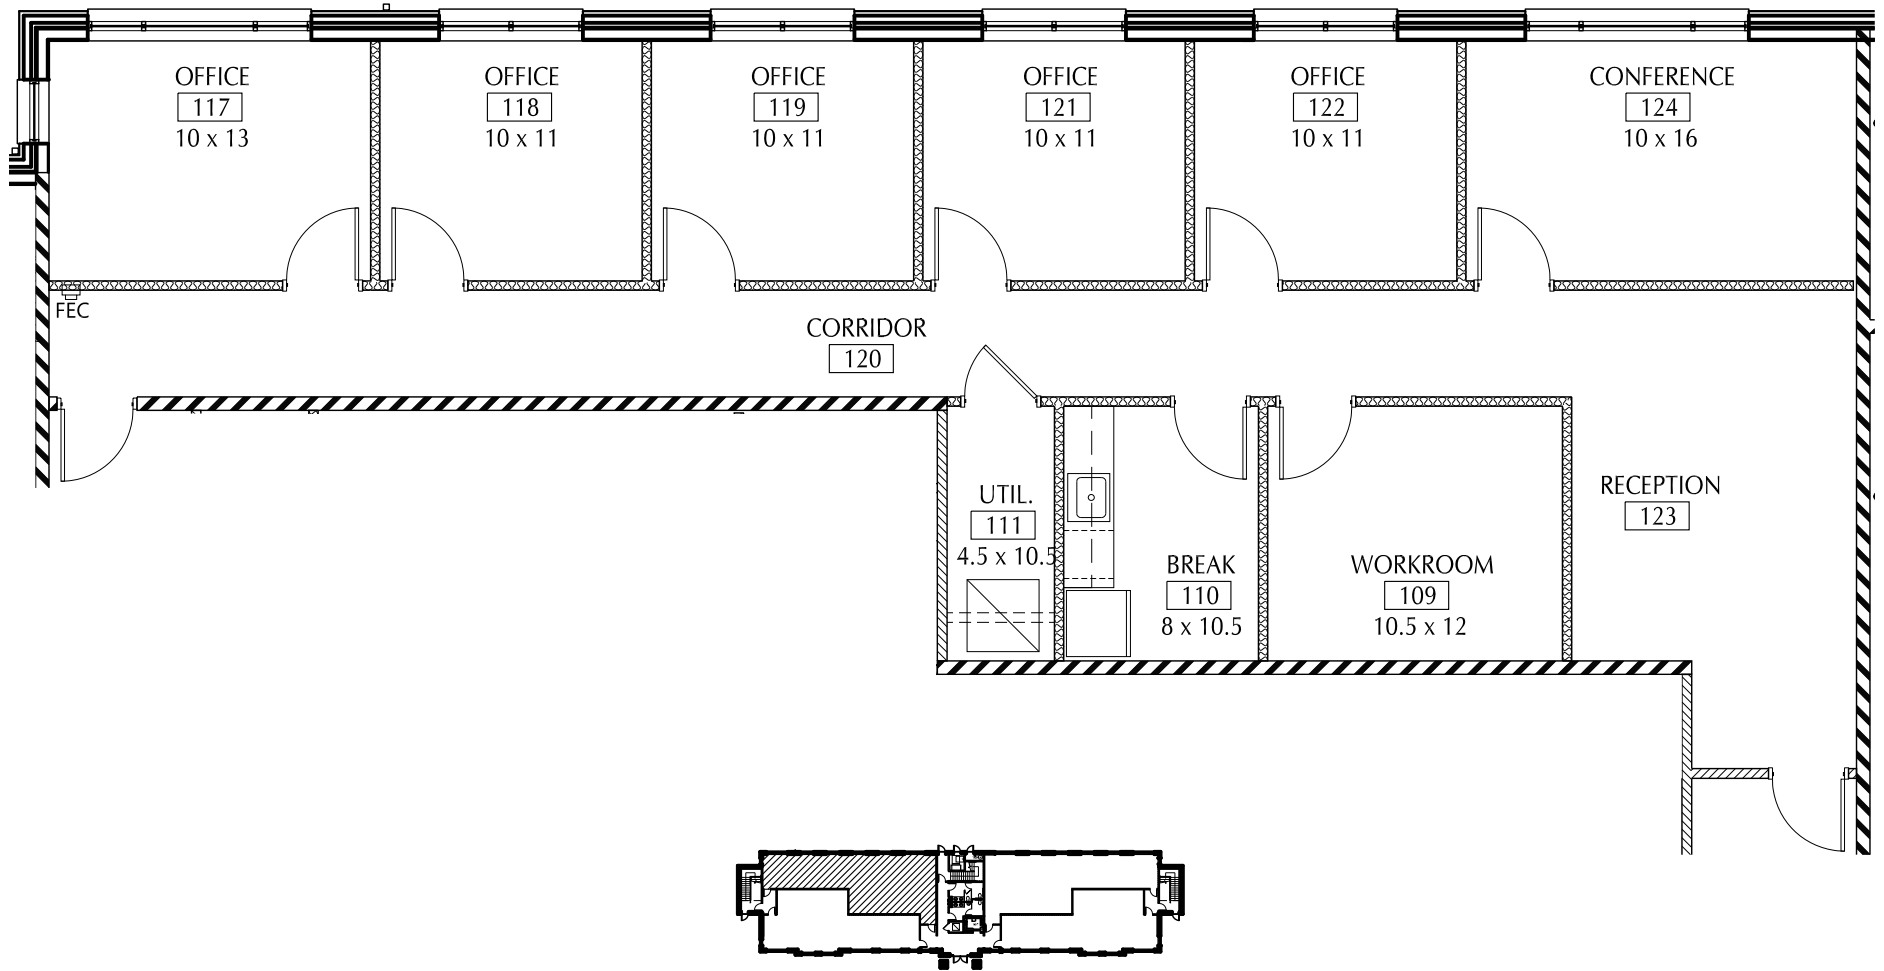 OFFICE
117
10 x 13
OFFICE
118
10 x 11
OFFICE
119
10 x 11
OFFICE
121
10 x 11
OFFICE
122
10 x 11
CONFERENCE
124
10 x 16
FEC
CORRIDOR
120
UTIL.
111
4.5 x 10.5
BREAK
110
8 x 10.5
WORKROOM
109
10.5 x 12
RECEPTION
123